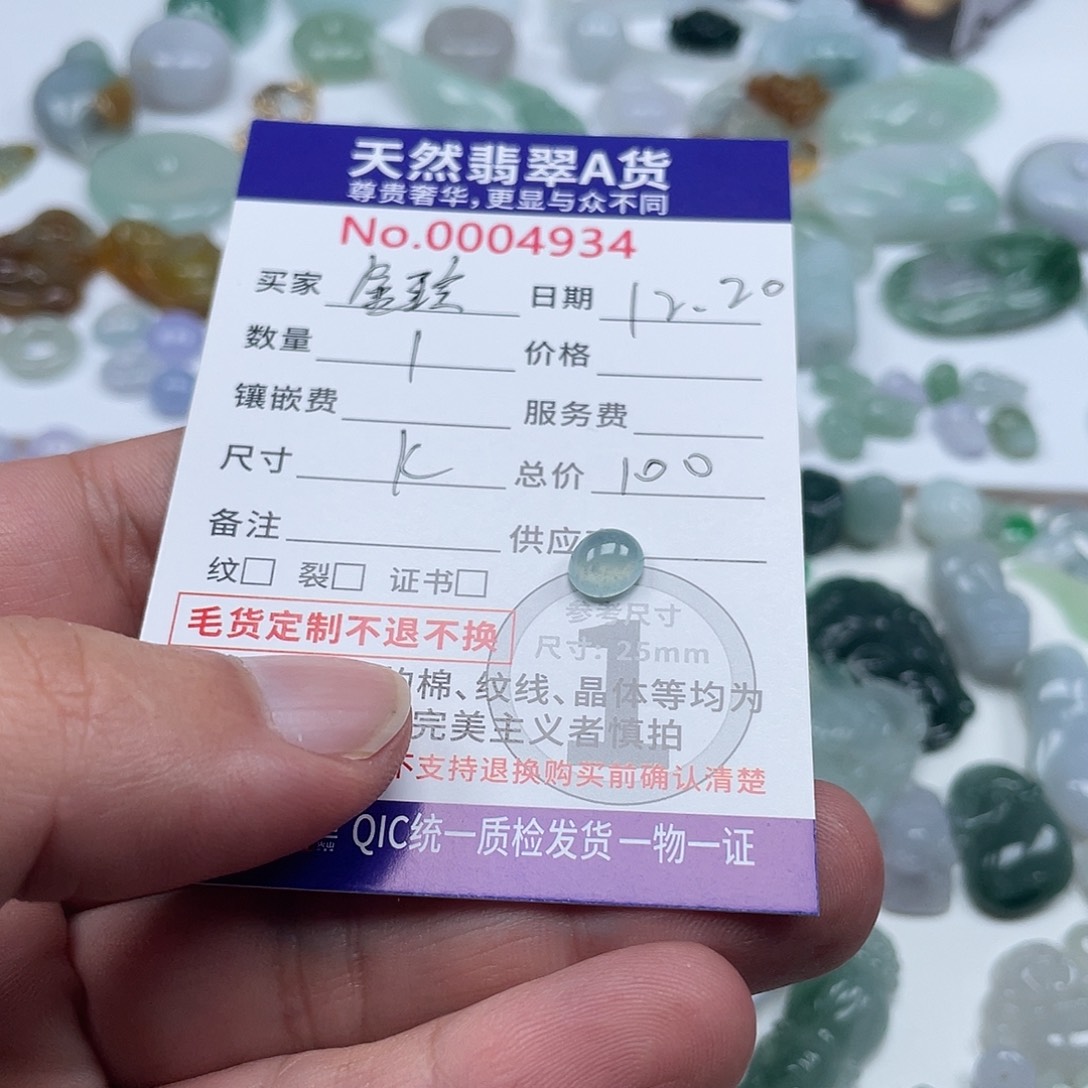 天然翡翠A货
尊贵奢华,更显与众不同
No.0004934
买家 日期 12.20
数量 1 价格
镶嵌费 服务费
尺寸 K 总价 100
备注 供应
纹□ 裂□ 证书□
参考尺寸
毛货定制不退不换
尺寸: 25mm
1
棉、纹线、晶体等均为
完美主义者慎拍
不支持退换购买前确认清楚
QIC统一质检发货一物一证